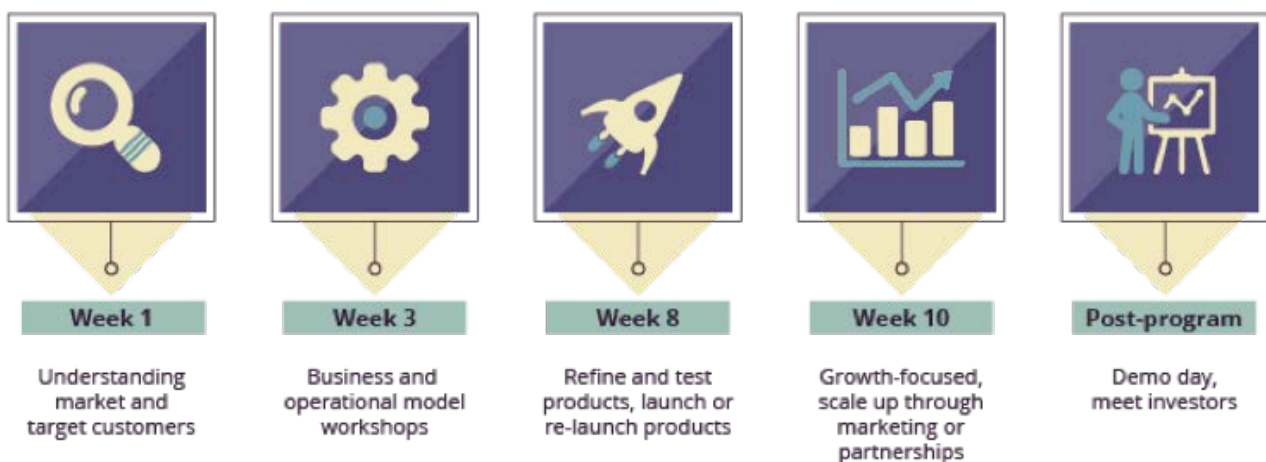 Week 1
Understanding
market and
target customers
Week 3
Business and
operational model
workshops
Week 8
Refine and test
products, launch or
re-launch products
Week 10
Growth-focused,
scale up through
marketing or
partnerships
Post-program
Demo day,
meet investors